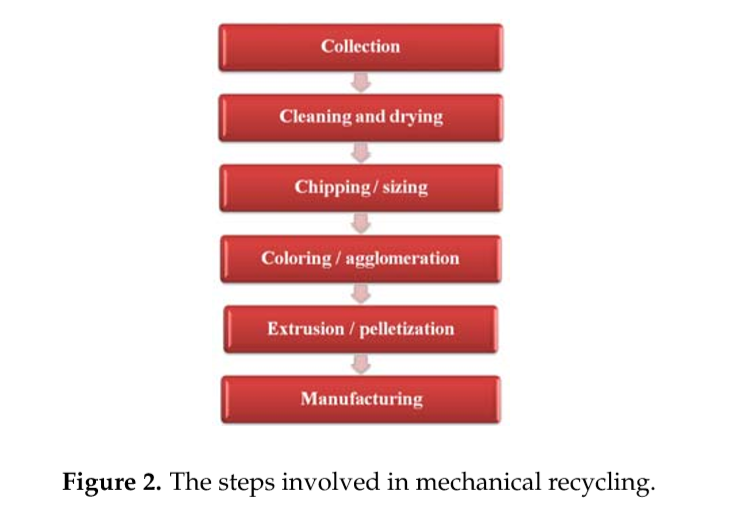 Collection
Cleaning and drying
Chipping / sizing
Coloring / agglomeration
Extrusion / pelletization
Manufacturing
Figure 2. The steps involved in mechanical recycling.